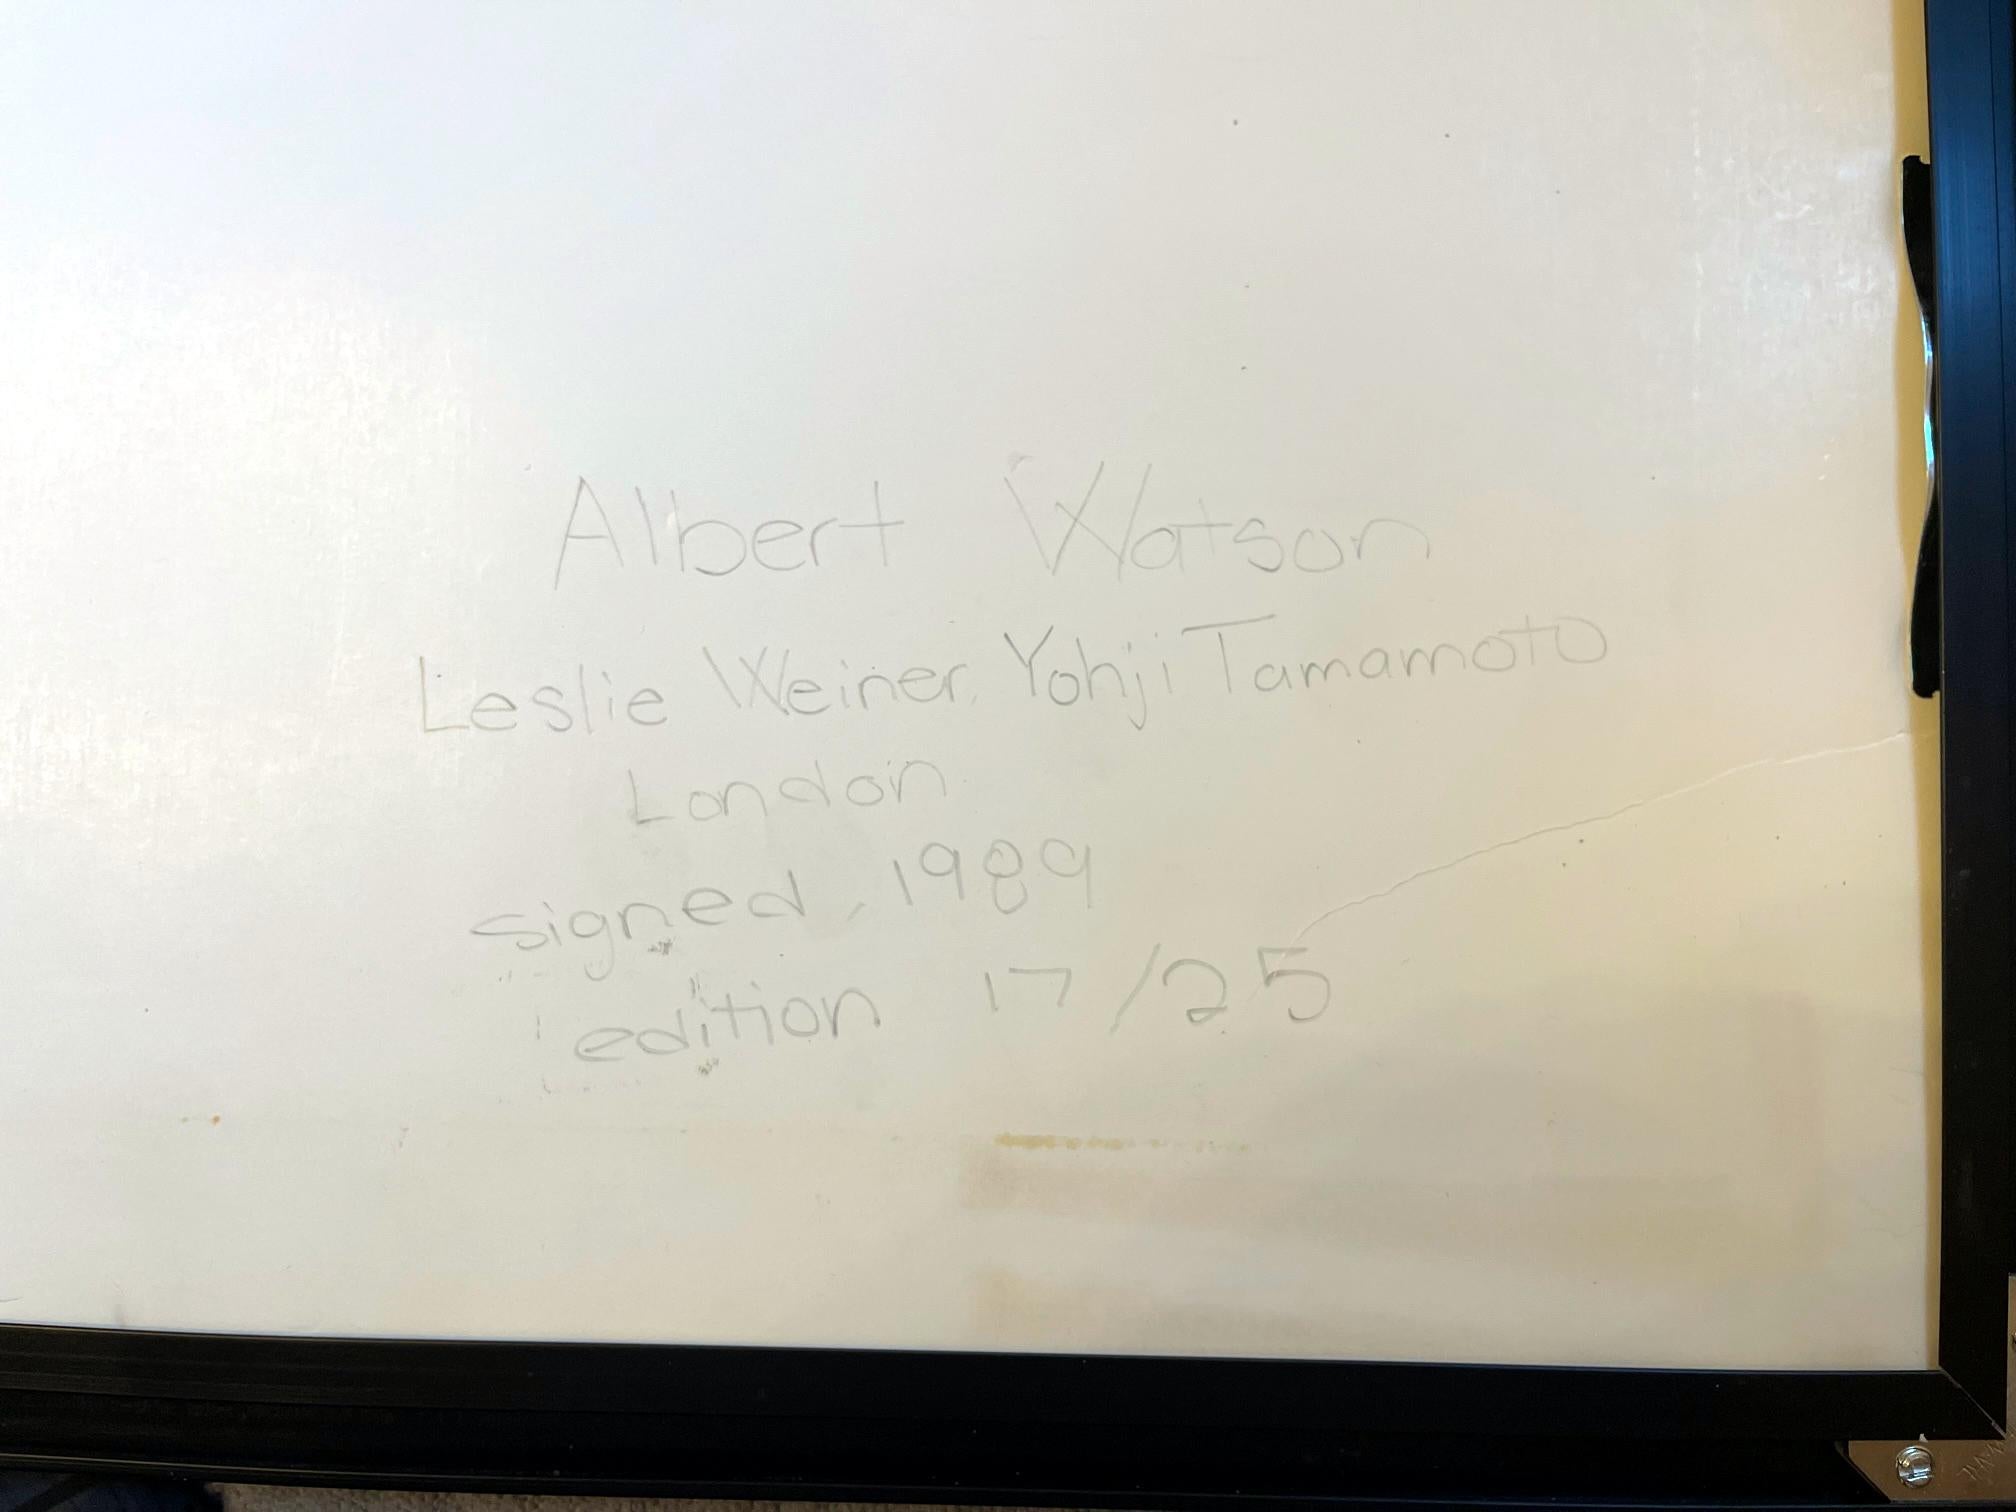 Albert Watson
Leslie Weiner, Yohji Tamamoto
London
signed, 1989
edition 17/25